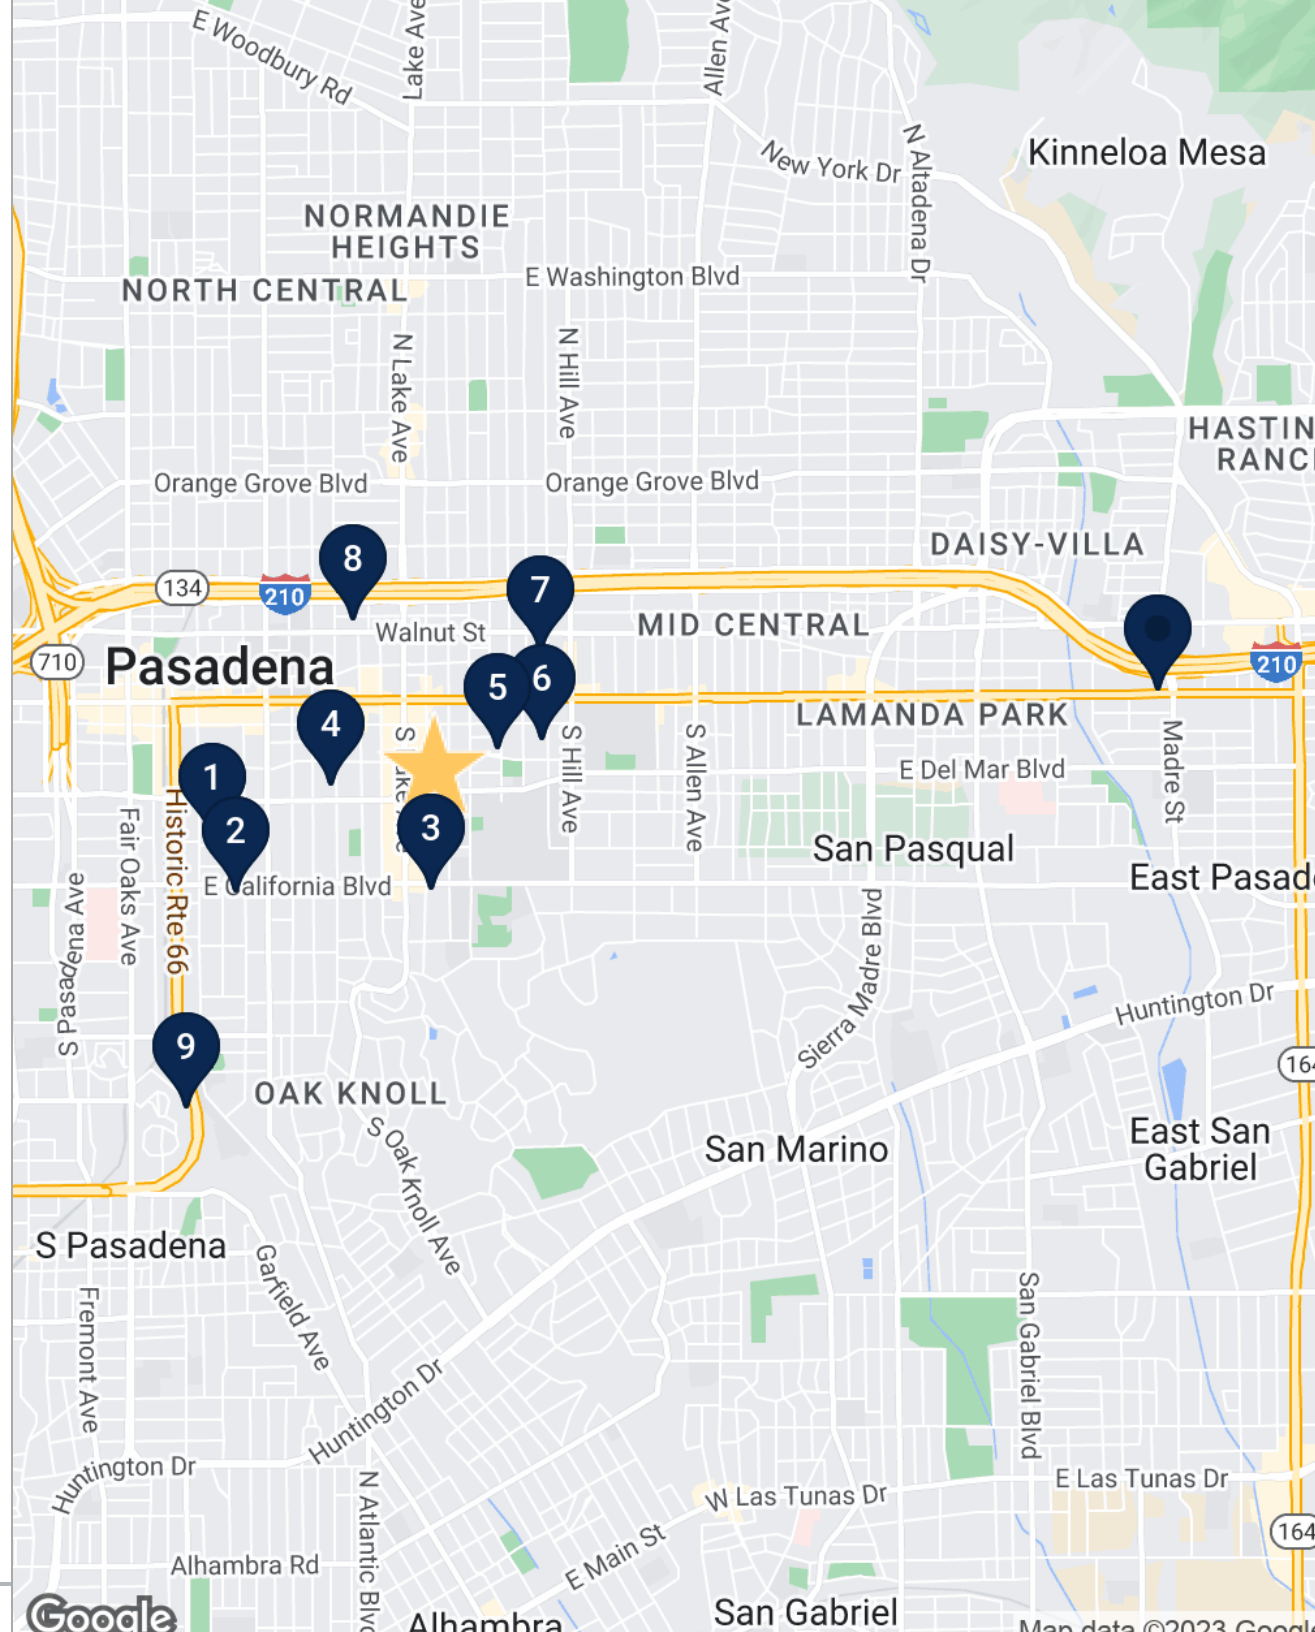 E Woodbury Rd
Lake Ave
Allen Av
New York Dr
N Altadena Dr
Kinneloa Mesa
NORMANDIE
HEIGHTS
NORTH CENTRAL
E Washington Blvd
N Lake Ave
N Hill Ave
HASTIN
RANC
Orange Grove Blvd
Orange Grove Blvd
DAISY-VILLA
8
134
210
7
Walnut St
MID CENTRAL
710
Pasadena
210
5
6
4
LAMANDA PARK
S Hill Ave
S Allen Ave
Madre St
E Del Mar Blvd
1
2
3
Historic Rte 66
Fair Oaks Ave
San Pasqual
East Pasad
E California Blvd
S Pasadena Ave
Sierra Madre Blvd
Huntington Dr
9
OAK KNOLL
164
S Oak Knoll Ave
San Marino
East San
Gabriel
S Pasadena
Garfield Ave
Fremont Ave
San Gabriel Blvd
Huntington Dr
Huntington Dr
N Atlantic Blvd
W Las Tunas Dr
E Las Tunas Dr
164
E Main St
Alhambra Rd
Google
Alhambra
San Gabriel
Map data ©2023 Googl